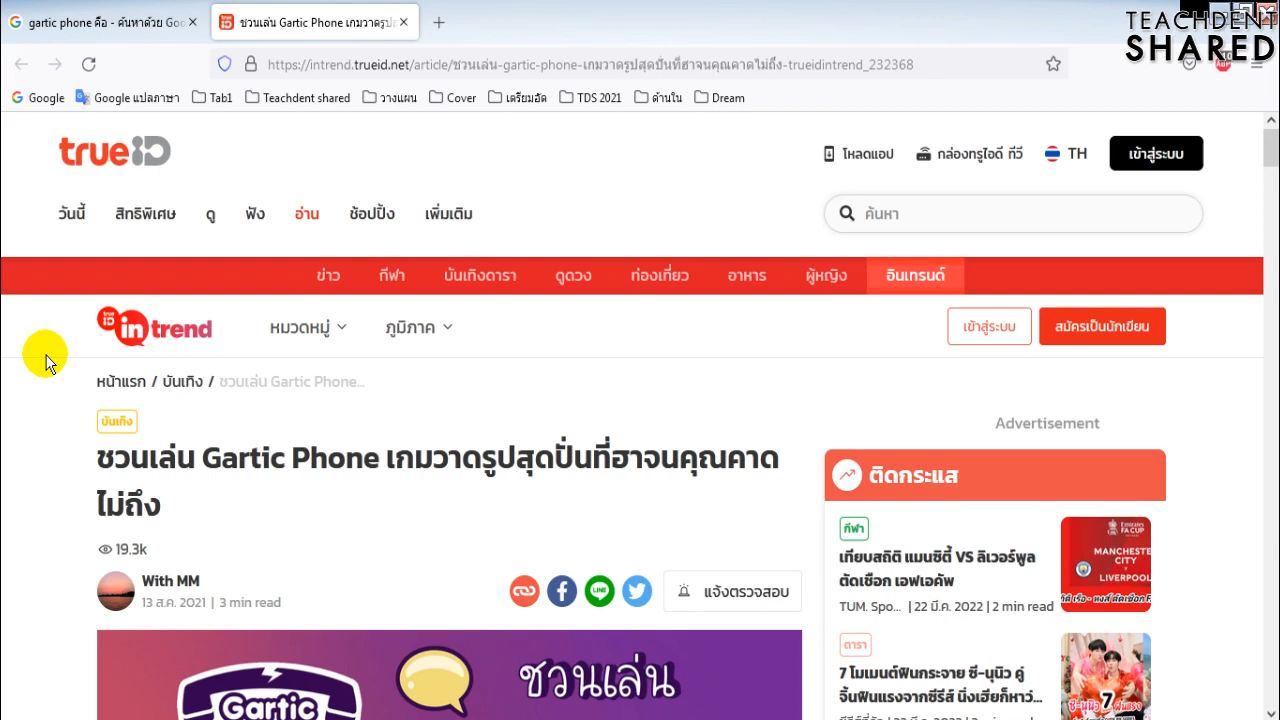 TEACHDENT
SHARED
gartic phone คือ - ค้นหาด้วย Goo
ชวนเล่น Gartic Phone เกมวาดรูปสุ
https://intrend.trueid.net/article/ชวนเล่น-gartic-phone-เกมวาดรูปสุดปั่นที่ฮาจนคุณคาดไม่ถึง-trueidintrend_232368
Google
Google แปลภาษา
Tab1
Teachdent shared
วางแผน
Cover
เตรียมอัด
TDS 2021
ด้านใน
Dream
trueID
โหลดแอป
กล่องทรูไอดี ทีวี
TH
เข้าสู่ระบบ
วันนี้
สิทธิพิเศษ
ดู
ฟัง
อ่าน
ช้อปปิ้ง
เพิ่มเติม
ค้นหา
ข่าว
กีฬา
บันเทิงดารา
ดูดวง
ท่องเที่ยว
อาหาร
ผู้หญิง
อินเทรนด์
true ID in trend
หมวดหมู่
ภูมิภาค
เข้าสู่ระบบ
สมัครเป็นนักเขียน
หน้าแรก / บันเทิง / ชวนเล่น Gartic Phone...
บันเทิง
ชวนเล่น Gartic Phone เกมวาดรูปสุดปั่นที่ฮาจนคุณคาด
ไม่ถึง
19.3k
With MM
13 ส.ค. 2021 | 3 min read
แจ้งตรวจสอบ
Gartic
ชวนเล่น
Advertisement
ติดกระแส
กีฬา
เทียบสถิติ แมนซิตี้ VS ลิเวอร์พูล
ตัดเชือก เอฟเอคัพ
TUM. Spo... | 22 มี.ค. 2022 | 2 min read
Emirates
FA CUP
MANCHESTE
CITY
V
LIVERPOOL
ดารา
7 โมเมนต์ฟินกระจาย ซี-นุนิว คู่
จิ้นฟินแรงจากซีรีส์ นิ่งเฮียก็หาว่...
ซี-นุนิว
7